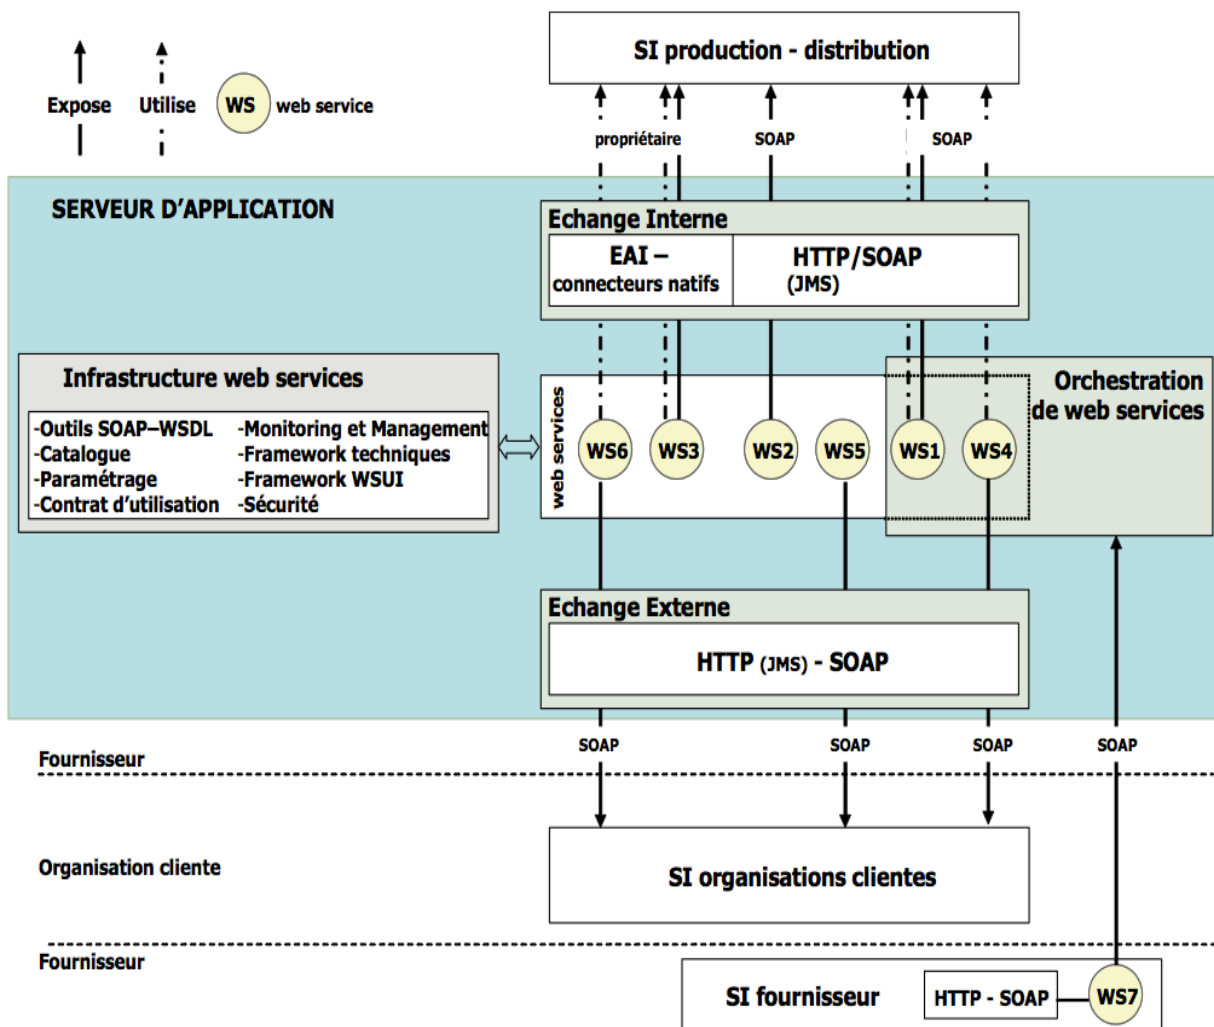 SI production - distribution
Expose
Utilise
WS
web service
propriétaire
SOAP
SOAP
SERVEUR D'APPLICATION
Echange Interne
EAI –
connecteurs natifs
HTTP/SOAP
(JMS)
Infrastructure web services
-Outils SOAP–WSDL
-Catalogue
-Paramétrage
-Contrat d'utilisation
-Monitoring et Management
-Framework techniques
-Framework WSUI
-Sécurité
web services
WS6
WS3
WS2
WS5
WS1
WS4
Orchestration
de web services
Echange Externe
HTTP (JMS) - SOAP
SOAP
SOAP
SOAP
SOAP
Fournisseur
Organisation cliente
SI organisations clientes
Fournisseur
SI fournisseur
HTTP - SOAP
WS7